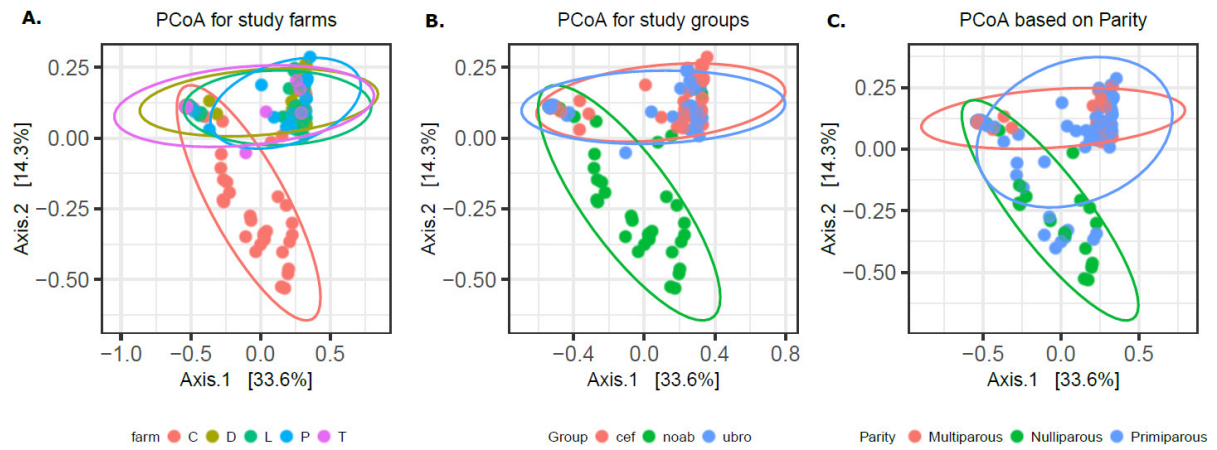 A. PCoA for study farms
0.25
0.00
−0.25
−0.50
Axis.2 [14.3%]
−1.0 −0.5 0.0 0.5
Axis.1 [33.6%]
farm C D L P T
B. PCoA for study groups
0.25
0.00
−0.25
−0.50
Axis.2 [14.3%]
−0.4 0.0 0.4 0.8
Axis.1 [33.6%]
Group cef noab ubro
C. PCoA based on Parity
0.25
0.00
−0.25
−0.50
Axis.2 [14.3%]
−0.5 0.0 0.5
Axis.1 [33.6%]
Parity Multiparous Nulliparous Primiparous